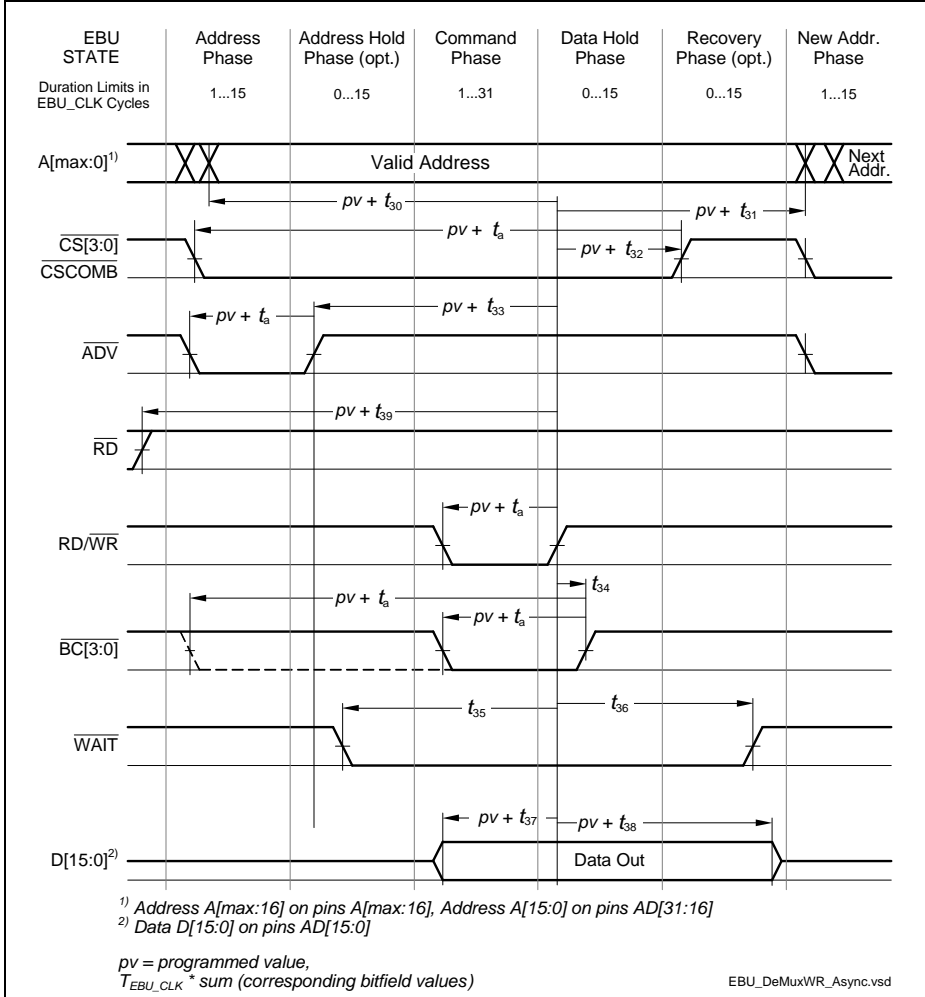 EBU STATE
Address Phase
Address Hold Phase (opt.)
Command Phase
Data Hold Phase
Recovery Phase (opt.)
New Addr. Phase
Duration Limits in EBU_CLK Cycles
1...15
0...15
1...31
0...15
0...15
1...15
A[max:0]1)
Valid Address
Next Addr.
pv + t30
pv + t31
pv + ta
CS[3:0]
CSCOMB
pv + t32
pv + ta
pv + t33
ADV
pv + t39
RD
pv + ta
RD/WR
t34
pv + ta
pv + ta
BC[3:0]
t35
t36
WAIT
pv + t37
pv + t38
D[15:0]2)
Data Out
1) Address A[max:16] on pins A[max:16], Address A[15:0] on pins AD[31:16]
2) Data D[15:0] on pins AD[15:0]
pv = programmed value,
TEBU_CLK * sum (corresponding bitfield values)
EBU_DeMuxWR_Async.vsd